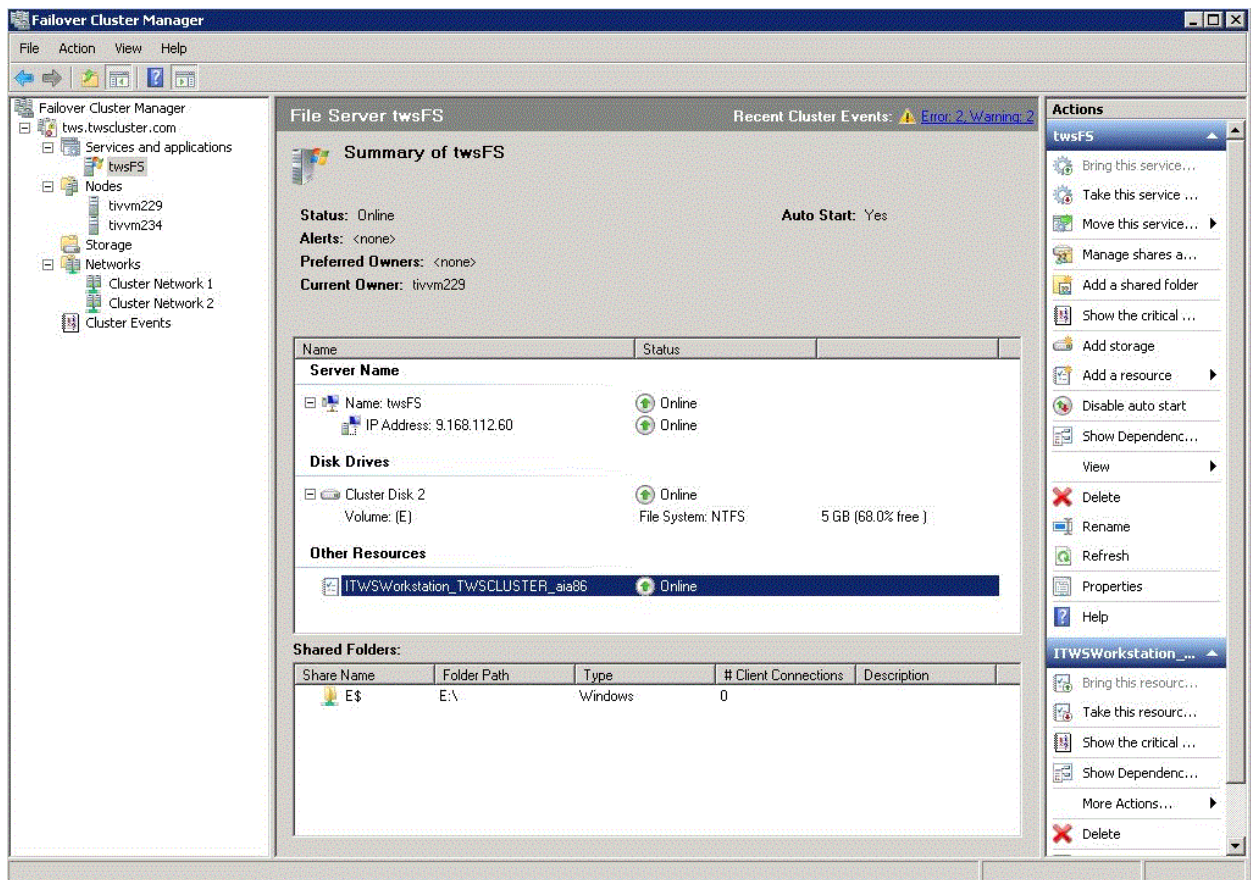 Failover Cluster Manager
File Action View Help
Failover Cluster Manager
tws.twscluster.com
Services and applications
twsFS
Nodes
tivvm229
tivvm234
Storage
Networks
Cluster Network 1
Cluster Network 2
Cluster Events
File Server twsFS
Recent Cluster Events: Error: 2, Warning: 2
Summary of twsFS
Status: Online
Auto Start: Yes
Alerts: <none>
Preferred Owners: <none>
Current Owner: tivvm229
Name Status
Server Name
Name: twsFS Online
IP Address: 9.168.112.60 Online
Disk Drives
Cluster Disk 2 Online
Volume: (E) File System: NTFS 5 GB (68.0% free )
Other Resources
ITWSWorkstation_TWSCLUSTER_aia86 Online
Shared Folders:
Share Name Folder Path Type # Client Connections Description
E$ E:\ Windows 0
Actions
twsFS
Bring this service...
Take this service ...
Move this service...
Manage shares a...
Add a shared folder
Show the critical ...
Add storage
Add a resource
Disable auto start
Show Dependenc...
View
Delete
Rename
Refresh
Properties
Help
ITWSWorkstation_...
Bring this resourc...
Take this resourc...
Show the critical ...
Show Dependenc...
More Actions...
Delete